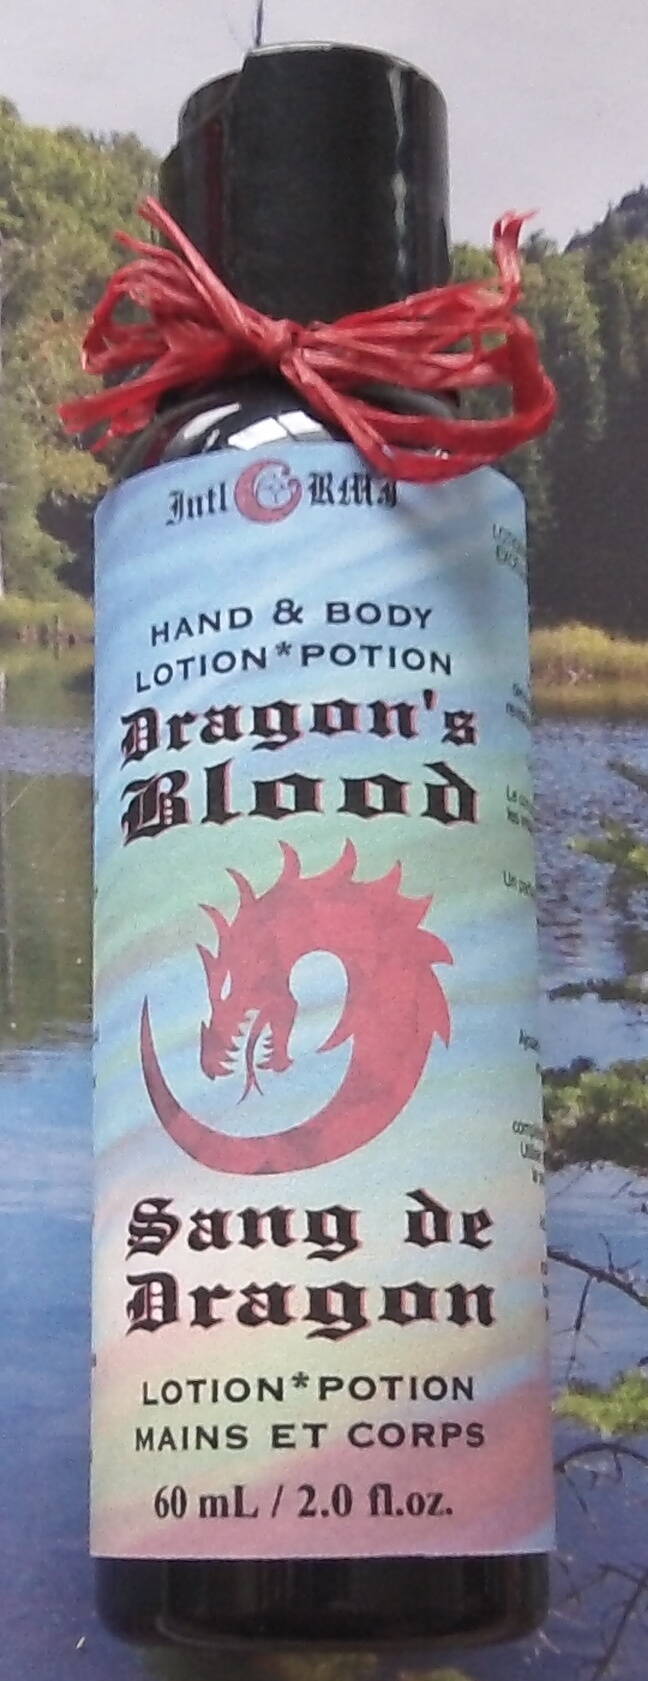 Intl RMI
HAND & BODY
LOTION*POTION
Dragon's
Blood
Sang de
Dragon
LOTION*POTION
MAINS ET CORPS
60 mL / 2.0 fl.oz.